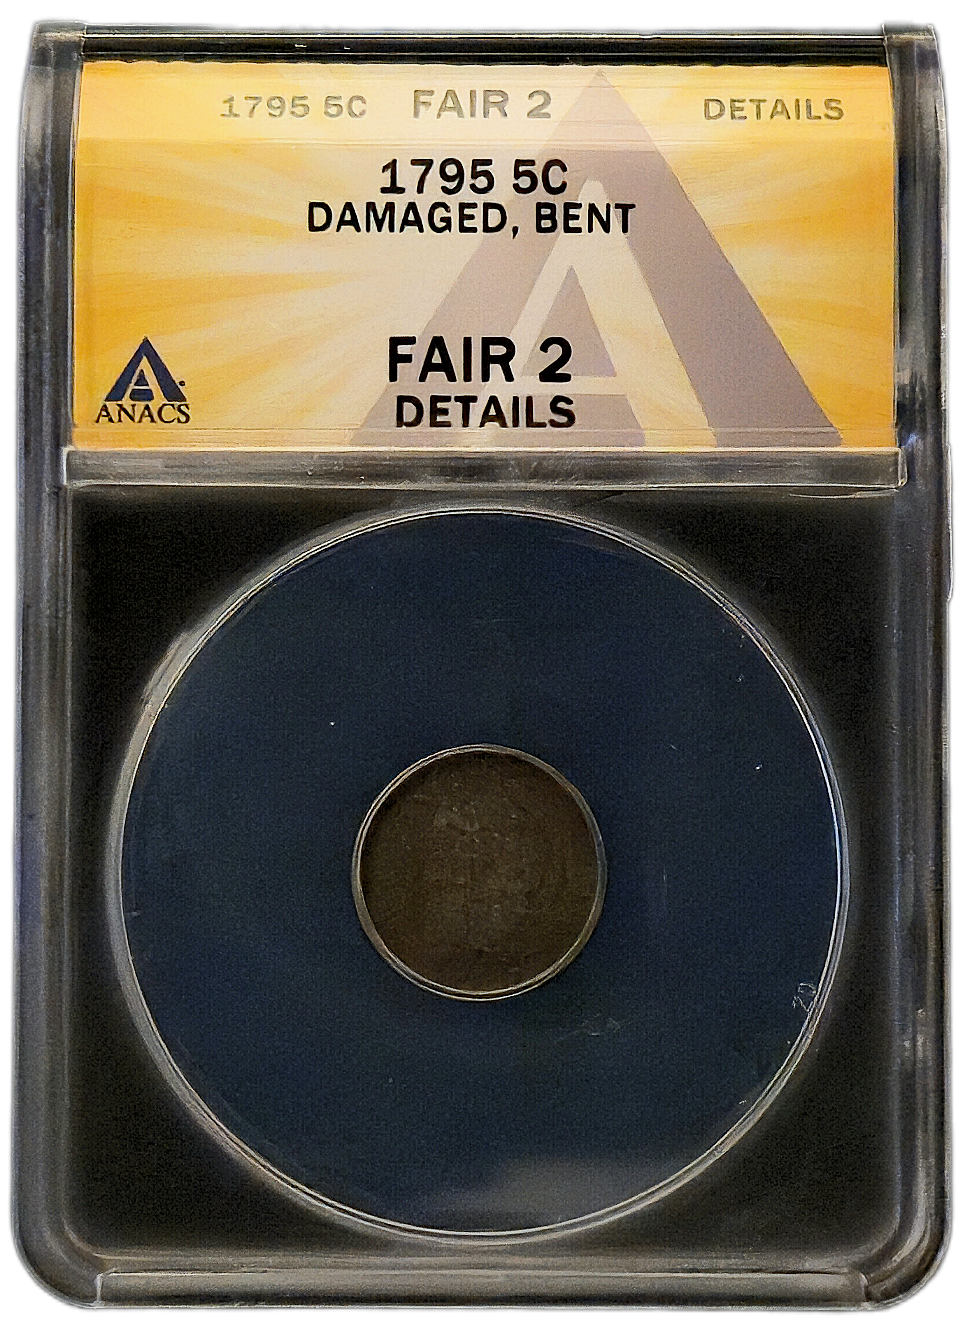 1795 5C FAIR 2 DETAILS
1795 5C
DAMAGED, BENT
FAIR 2
DETAILS
ANACS